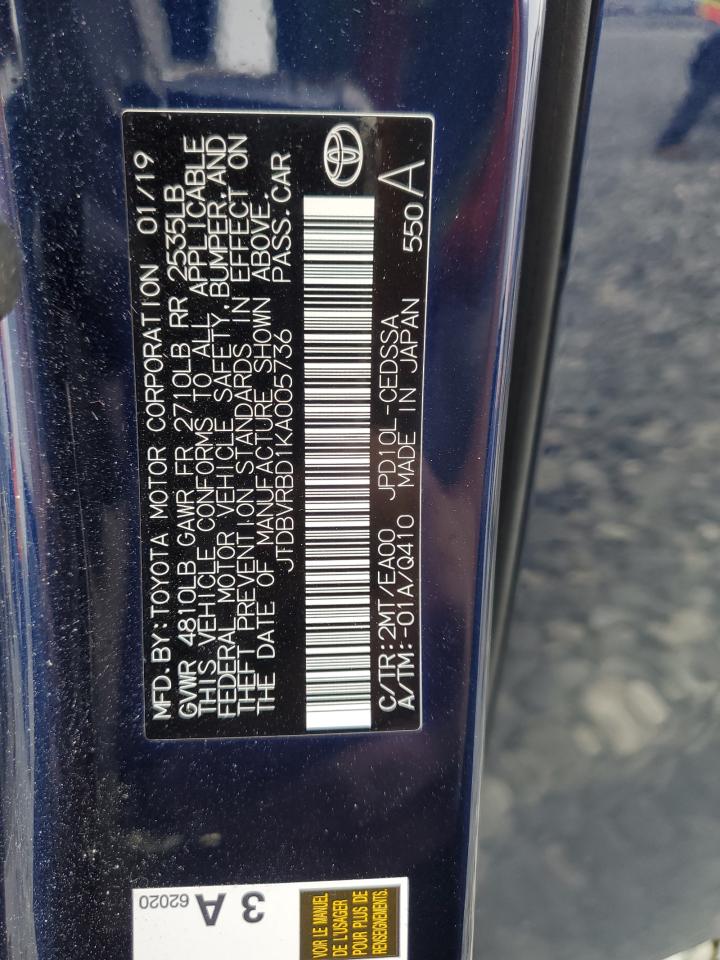 MFD.BY:TOYOTA MOTOR CORPORATION 01/19
GVWR 4810LB GAWR FR 2710LB RR 2535LB
THIS VEHICLE CONFORMS TO ALL APPLICABLE
FEDERAL MOTOR VEHICLE SAFETY,BUMPER,AND
THEFT PREVENTION STANDARDS IN EFFECT ON
THE DATE OF MANUFACTURE SHOWN ABOVE.
JTDBVRBD1KA005736 PASS.CAR
C/TR:2MT/EA00 JPD10L-CEDSSA
A/TM:-01A/Q410 MADE IN JAPAN 550A
3 A
62020
VOIR LE MANUEL
DE L'USAGER
POUR PLUS DE
RENSEIGNEMENTS.